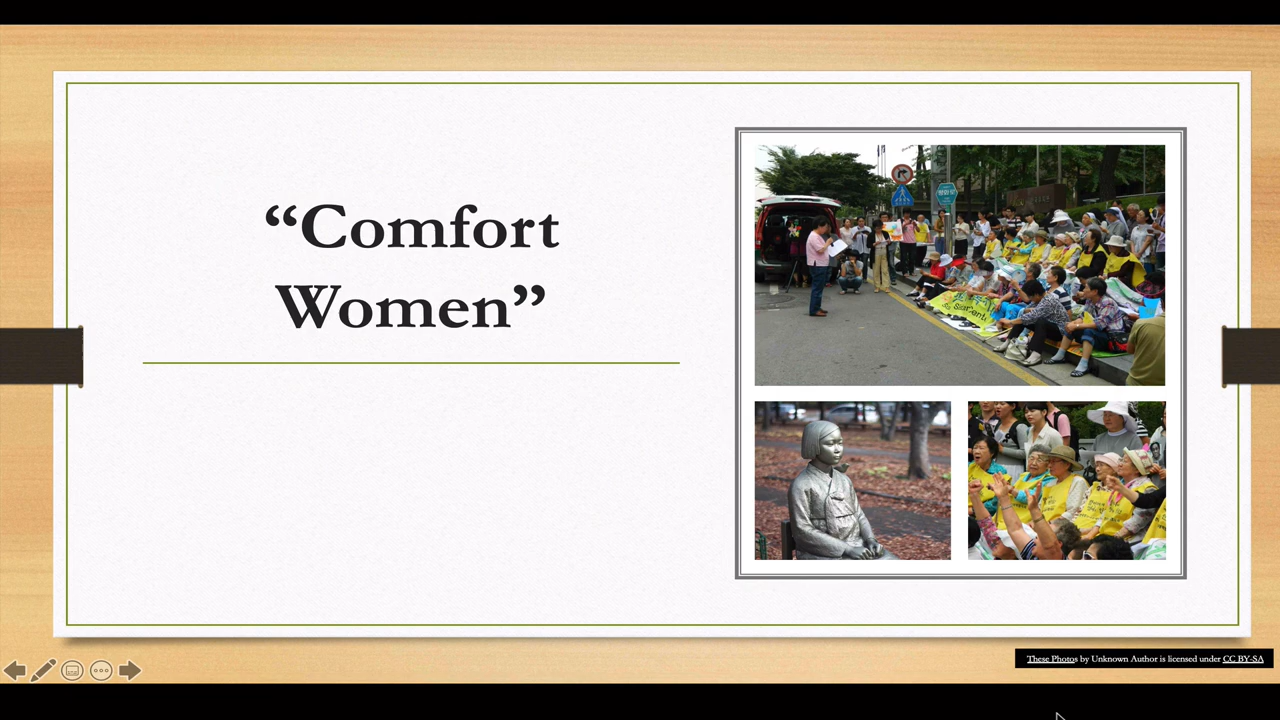 “Comfort
Women”
These Photos by Unknown Author is licensed under CC BY-SA